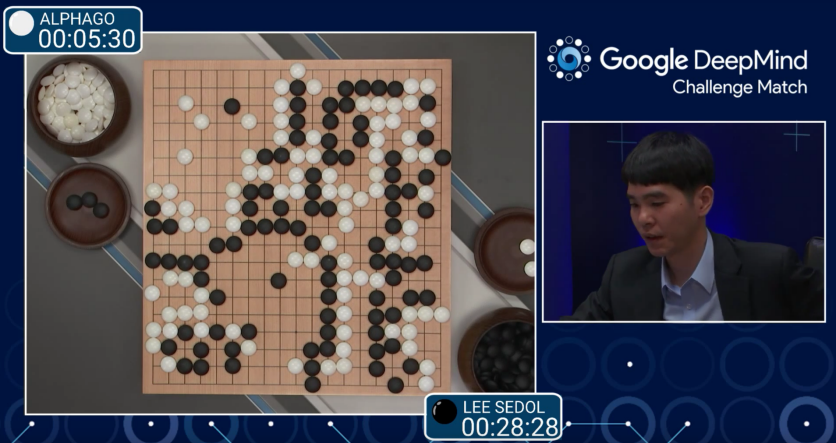 ALPHAGO
00:05:30
Google DeepMind
Challenge Match
LEE SEDOL
00:28:28